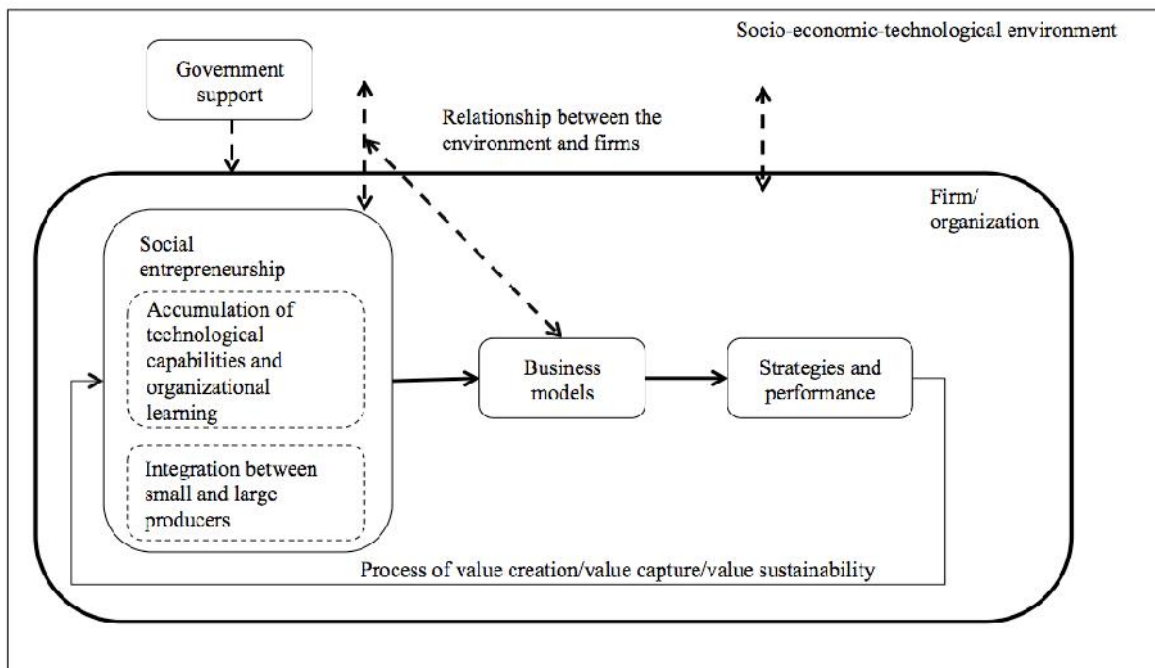 Socio-economic-technological environment
Government
support
Relationship between the
environment and firms
Firm/
organization
Social
entrepreneurship
Accumulation of
technological
capabilities and
organizational
learning
Integration between
small and large
producers
Business
models
Strategies and
performance
Process of value creation/value capture/value sustainability